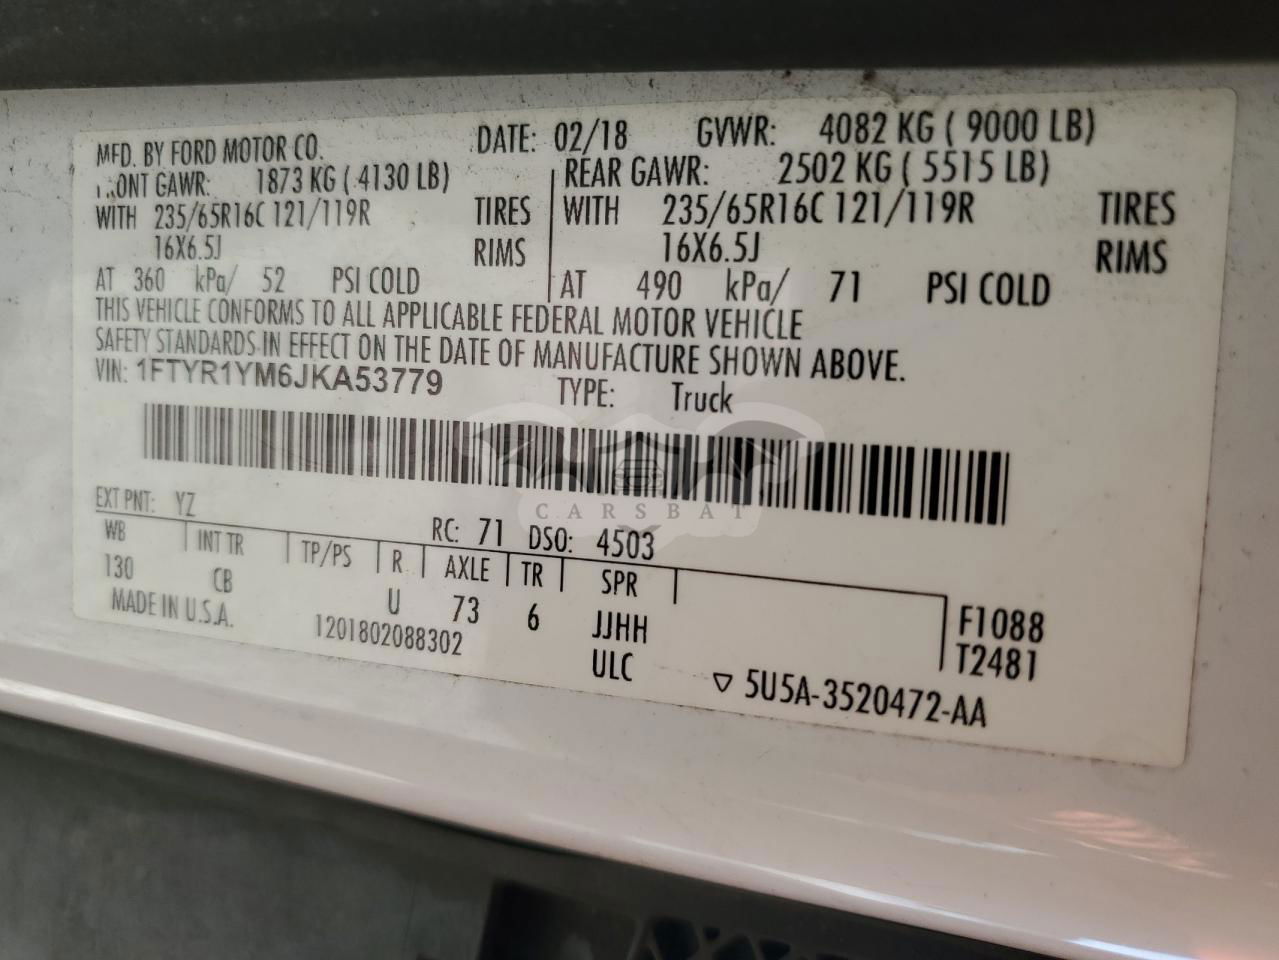 MFD. BY FORD MOTOR CO. DATE: 02/18 GVWR: 4082 KG ( 9000 LB)
GAWR: 1873 KG ( 4130 LB) REAR GAWR: 2502 KG ( 5515 LB)
WITH 235/65R16C 121/119R TIRES WITH 235/65R16C 121/119R TIRES
16X6.5J RIMS 16X6.5J RIMS
AT 360 kPa/ 52 PSI COLD AT 490 kPa/ 71 PSI COLD
THIS VEHICLE CONFORMS TO ALL APPLICABLE FEDERAL MOTOR VEHICLE
SAFETY STANDARDS IN EFFECT ON THE DATE OF MANUFACTURE SHOWN ABOVE.
VIN: 1FTYR1YM6JKA53779 TYPE: Truck
CARSBAT
EXT PNT: YZ RC: 71 DSO: 4503
WB INT TR TP/PS R AXLE TR SPR
130 CB U 73 6 JJHH F1088
MADE IN U.S.A. 1201802088302 ULC T2481
▽ 5U5A-3520472-AA